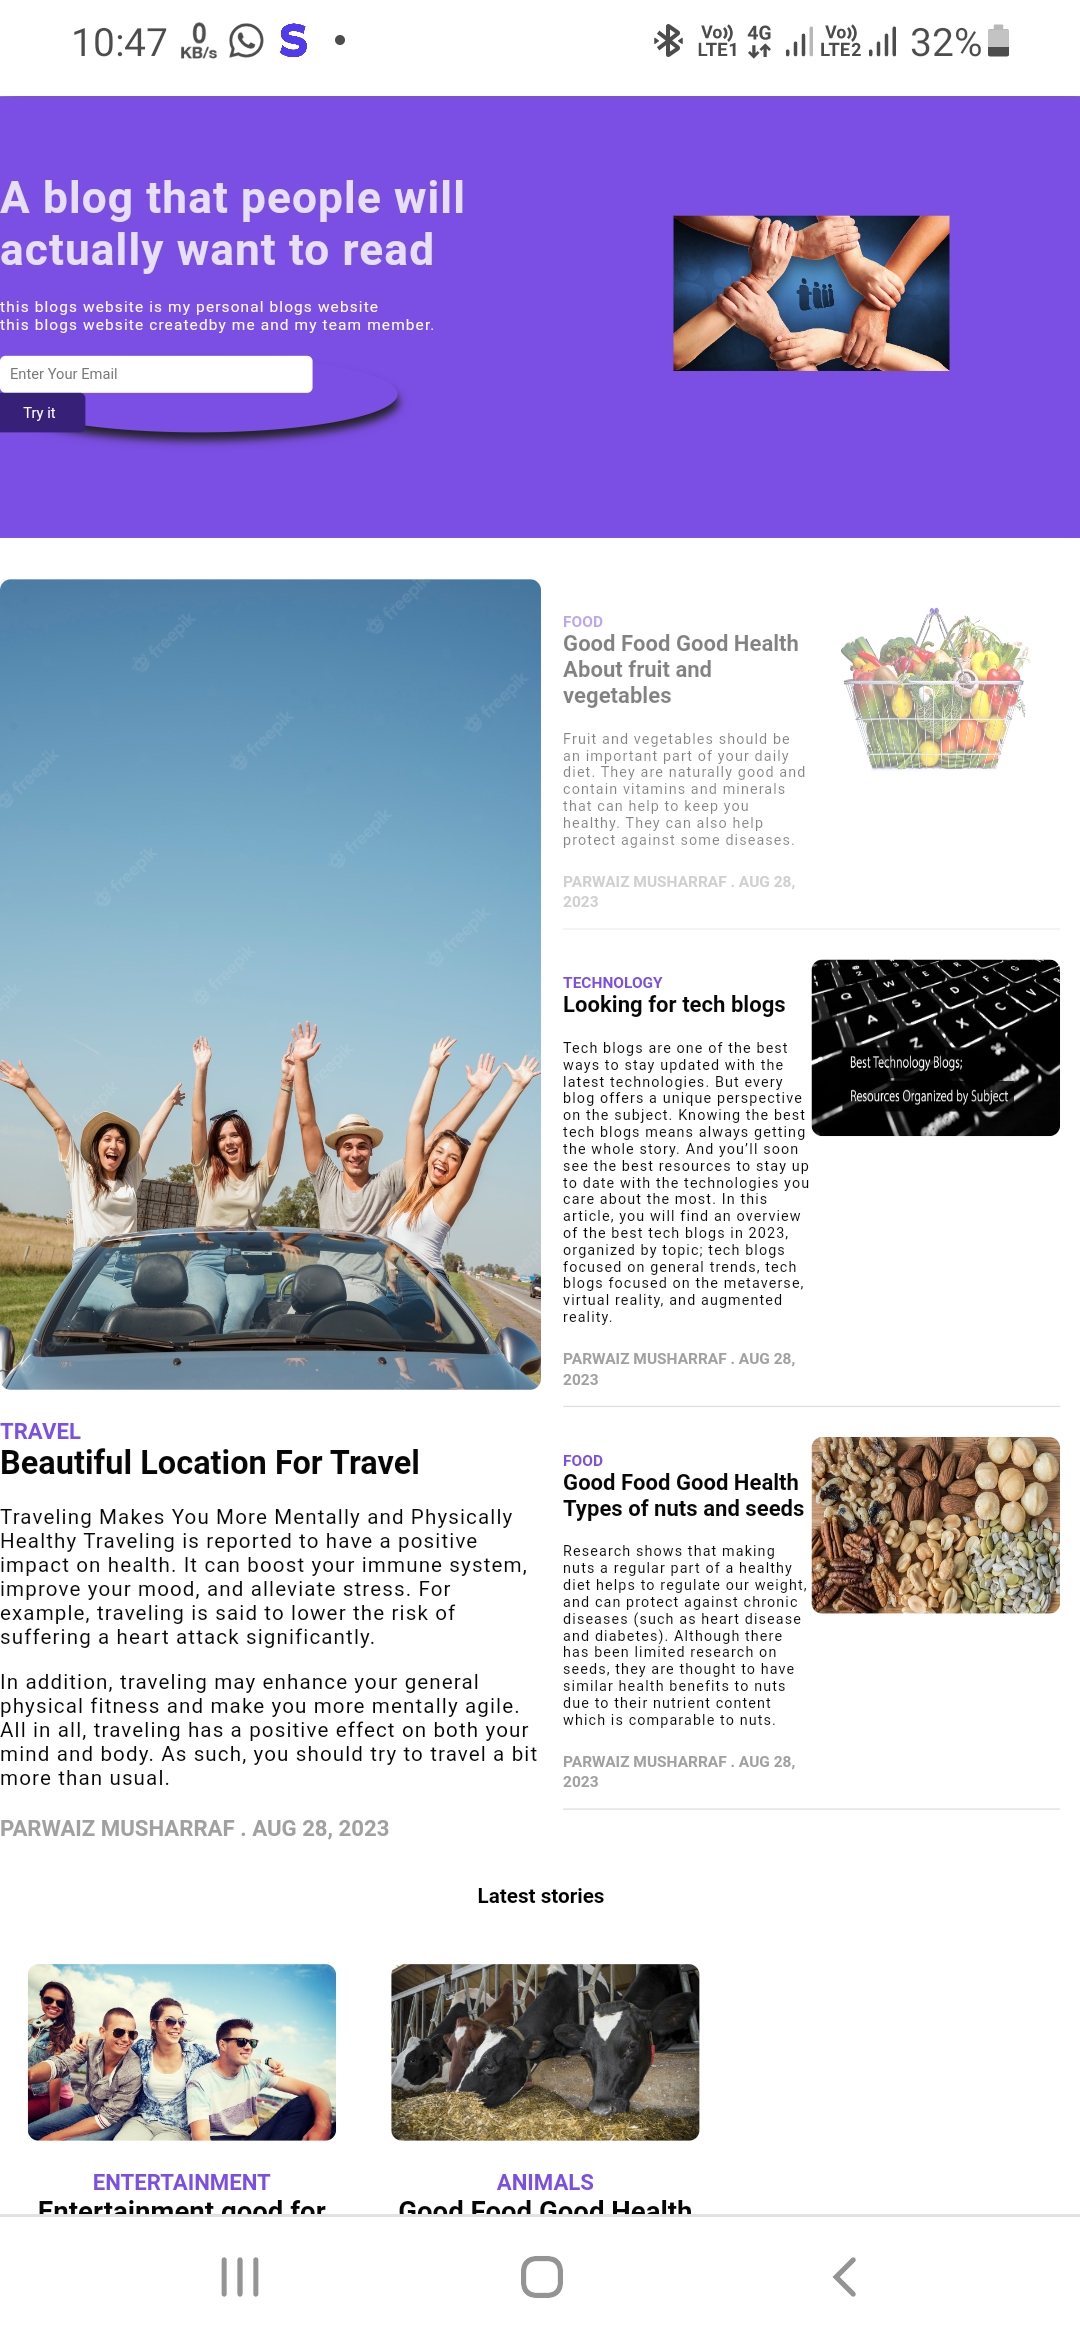 10:47 0 KB/s S Vo)) LTE1 4G Vo)) LTE2 32%
A blog that people will
actually want to read
this blogs website is my personal blogs website
this blogs website createdby me and my team member.
Enter Your Email
Try it
freepik
freepik
freepik
freepik
freepik
freepik
freepik
freepik
freepik
TRAVEL
Beautiful Location For Travel
Traveling Makes You More Mentally and Physically
Healthy Traveling is reported to have a positive
impact on health. It can boost your immune system,
improve your mood, and alleviate stress. For
example, traveling is said to lower the risk of
suffering a heart attack significantly.
In addition, traveling may enhance your general
physical fitness and make you more mentally agile.
All in all, traveling has a positive effect on both your
mind and body. As such, you should try to travel a bit
more than usual.
PARWAIZ MUSHARRAF . AUG 28, 2023
FOOD
Good Food Good Health
About fruit and
vegetables
Fruit and vegetables should be
an important part of your daily
diet. They are naturally good and
contain vitamins and minerals
that can help to keep you
healthy. They can also help
protect against some diseases.
PARWAIZ MUSHARRAF . AUG 28,
2023
TECHNOLOGY
Looking for tech blogs
Tech blogs are one of the best
ways to stay updated with the
latest technologies. But every
blog offers a unique perspective
on the subject. Knowing the best
tech blogs means always getting
the whole story. And you’ll soon
see the best resources to stay up
to date with the technologies you
care about the most. In this
article, you will find an overview
of the best tech blogs in 2023,
organized by topic; tech blogs
focused on general trends, tech
blogs focused on the metaverse,
virtual reality, and augmented
reality.
PARWAIZ MUSHARRAF . AUG 28,
2023
Best Technology Blogs;
Resources Organized by Subject
FOOD
Good Food Good Health
Types of nuts and seeds
Research shows that making
nuts a regular part of a healthy
diet helps to regulate our weight,
and can protect against chronic
diseases (such as heart disease
and diabetes). Although there
has been limited research on
seeds, they are thought to have
similar health benefits to nuts
due to their nutrient content
which is comparable to nuts.
PARWAIZ MUSHARRAF . AUG 28,
2023
Latest stories
ENTERTAINMENT
Entertainment good for
ANIMALS
Good Food Good Health